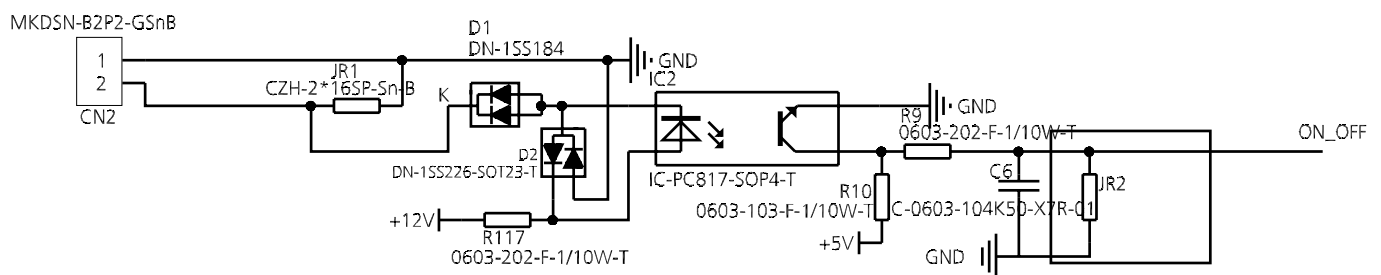 MKDSN-B2P2-GSnB
1
2
CN2
JR1
CZH-2*16SP-Sn-B
D1
DN-1SS184
K
GND
IC2
D2
DN-1SS226-SOT23-T
+12V
R117
0603-202-F-1/10W-T
IC-PC817-SOP4-T
GND
R9
0603-202-F-1/10W-T
ON_OFF
R10
0603-103-F-1/10W-T
+5V
C6
C-0603-104K50-X7R-01
JR2
GND